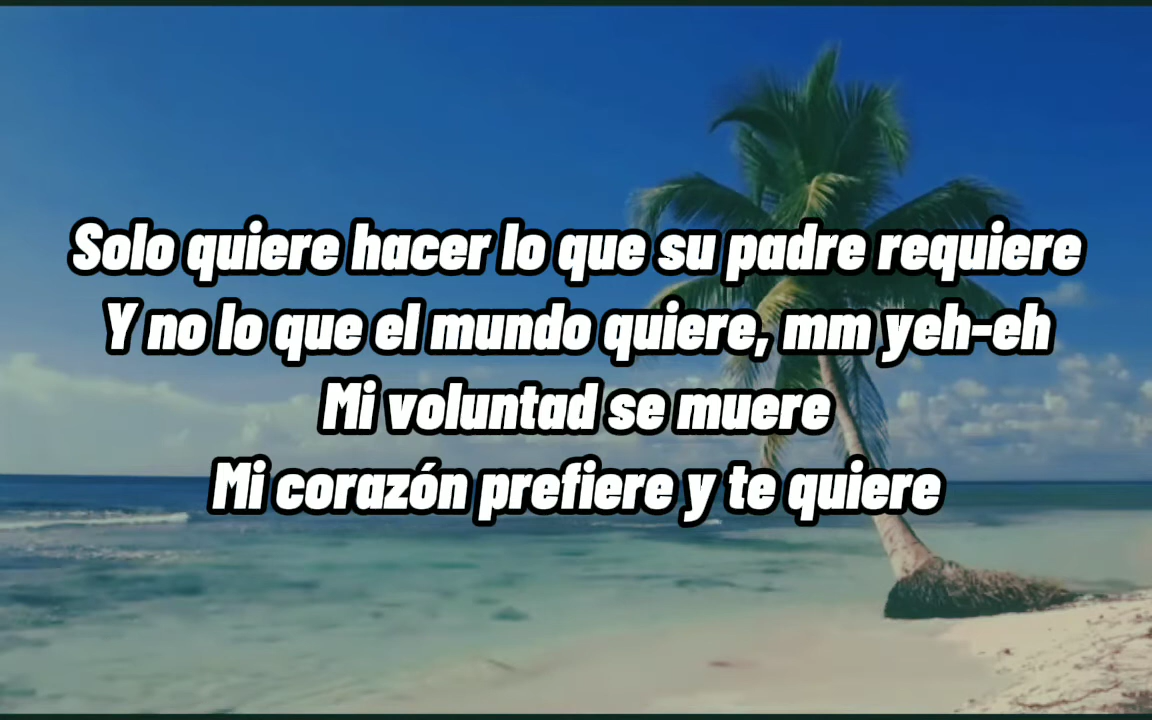 Solo quiere hacer lo que su padre requiere
Y no lo que el mundo quiere, mm yeh-eh
Mi voluntad se muere
Mi corazón prefiere y te quiere